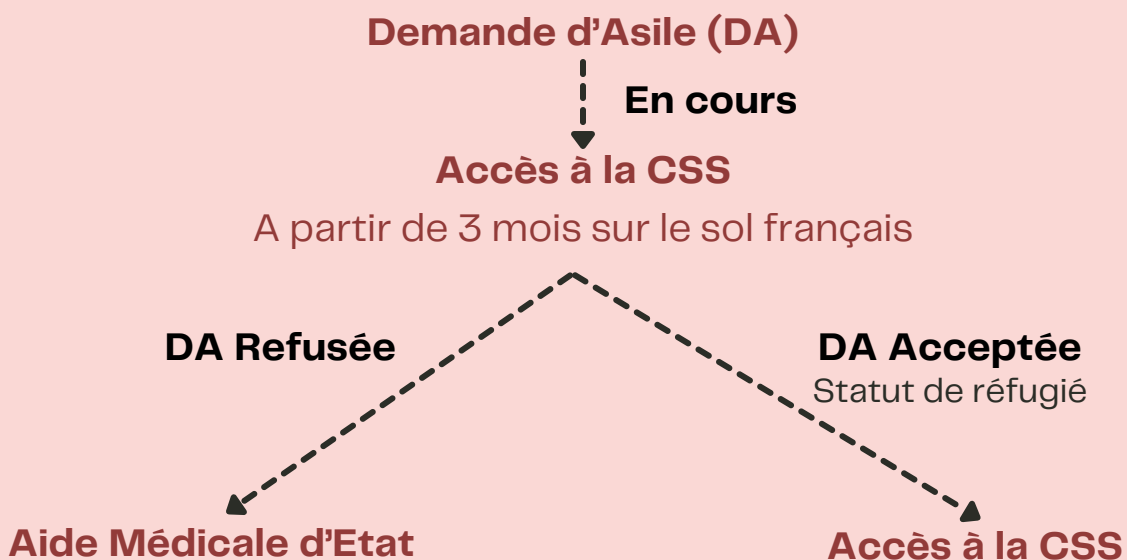 Demande d'Asile (DA)
En cours
Accès à la CSS
A partir de 3 mois sur le sol français
DA Refusée
DA Acceptée
Statut de réfugié
Aide Médicale d'Etat
Accès à la CSS